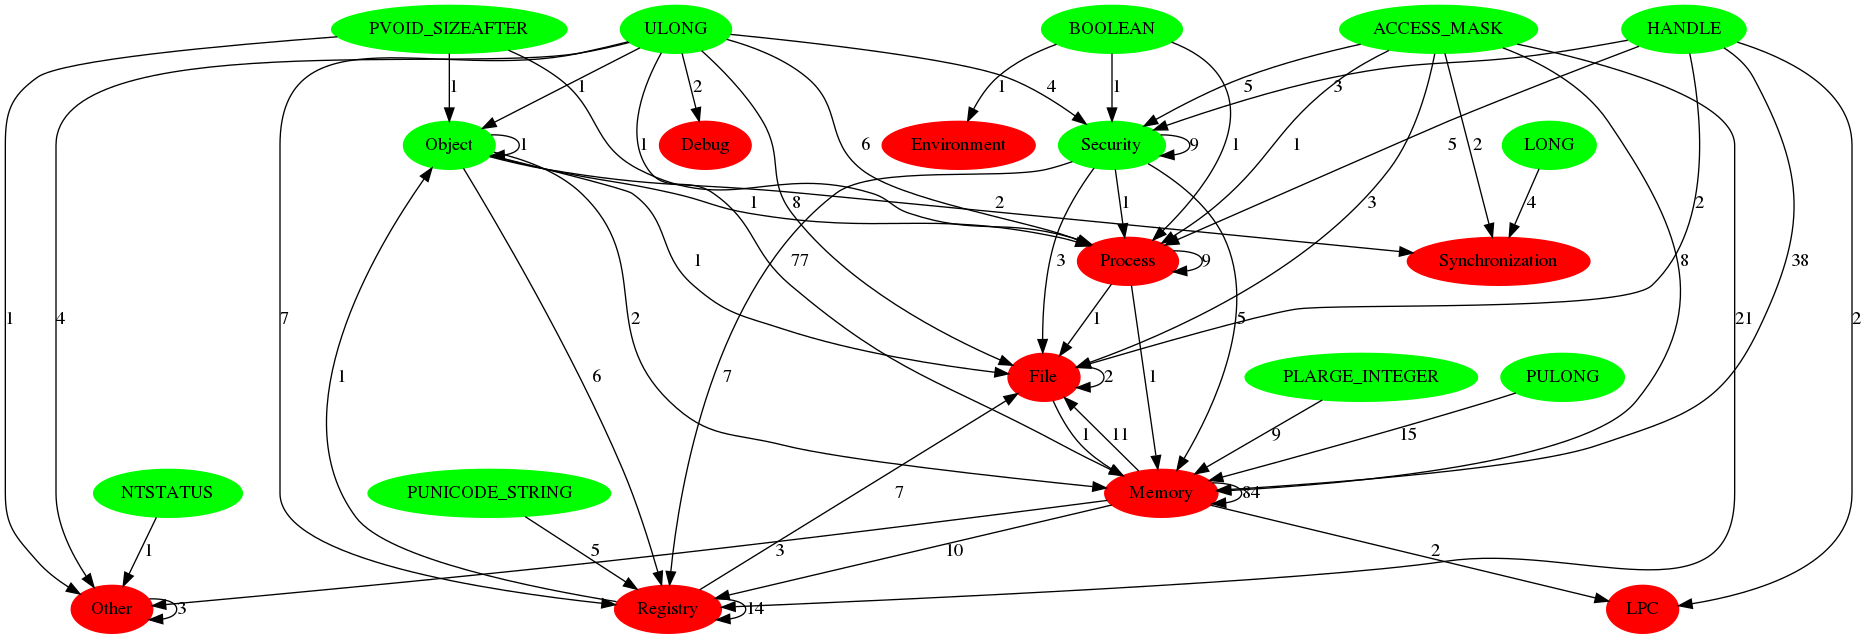 PVOID_SIZEAFTER ULONG BOOLEAN ACCESS_MASK HANDLE
1 1 2 4 1 1 5 3
Object 1 Debug 1 6 Environment Security 9 1 1 5 2 LONG
1 2 8 1 3 2 4
1 77 3 Process 9 Synchronization 8 38
1 4 7 2 1 5 21 2
1 6 7 File 2 1 PLARGE_INTEGER PULONG
1 11 9 15
NTSTATUS PUNICODE_STRING 7 Memory 84
1 5 3 10 2
Other 3 Registry 14 LPC